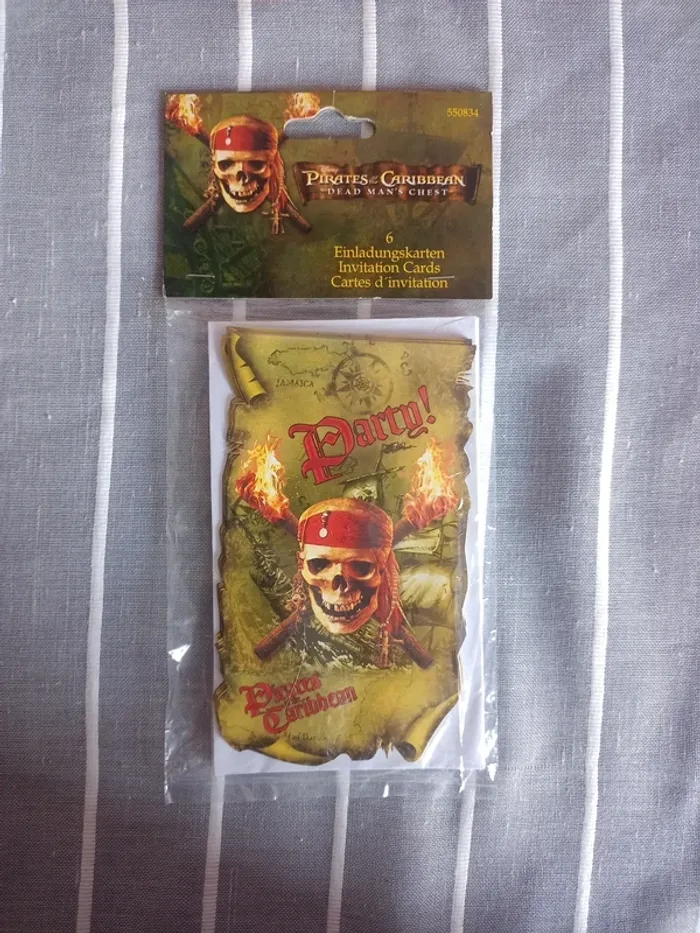 550834
PIRATES of the CARIBBEAN
DEAD MAN'S CHEST
6
Einladungskarten
Invitation Cards
Cartes d´invitation
JAMAICA
Party!
Pirates
Caribbean